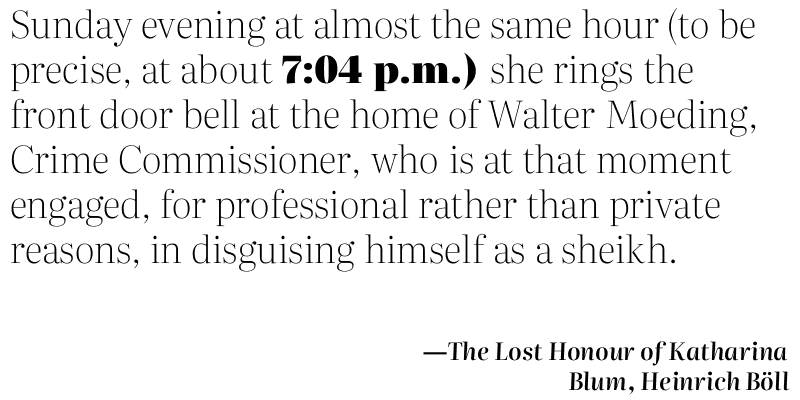 Sunday evening at almost the same hour (to be
precise, at about 7:04 p.m.) she rings the
front door bell at the home of Walter Moeding,
Crime Commissioner, who is at that moment
engaged, for professional rather than private
reasons, in disguising himself as a sheikh.
—The Lost Honour of Katharina
Blum, Heinrich Böll